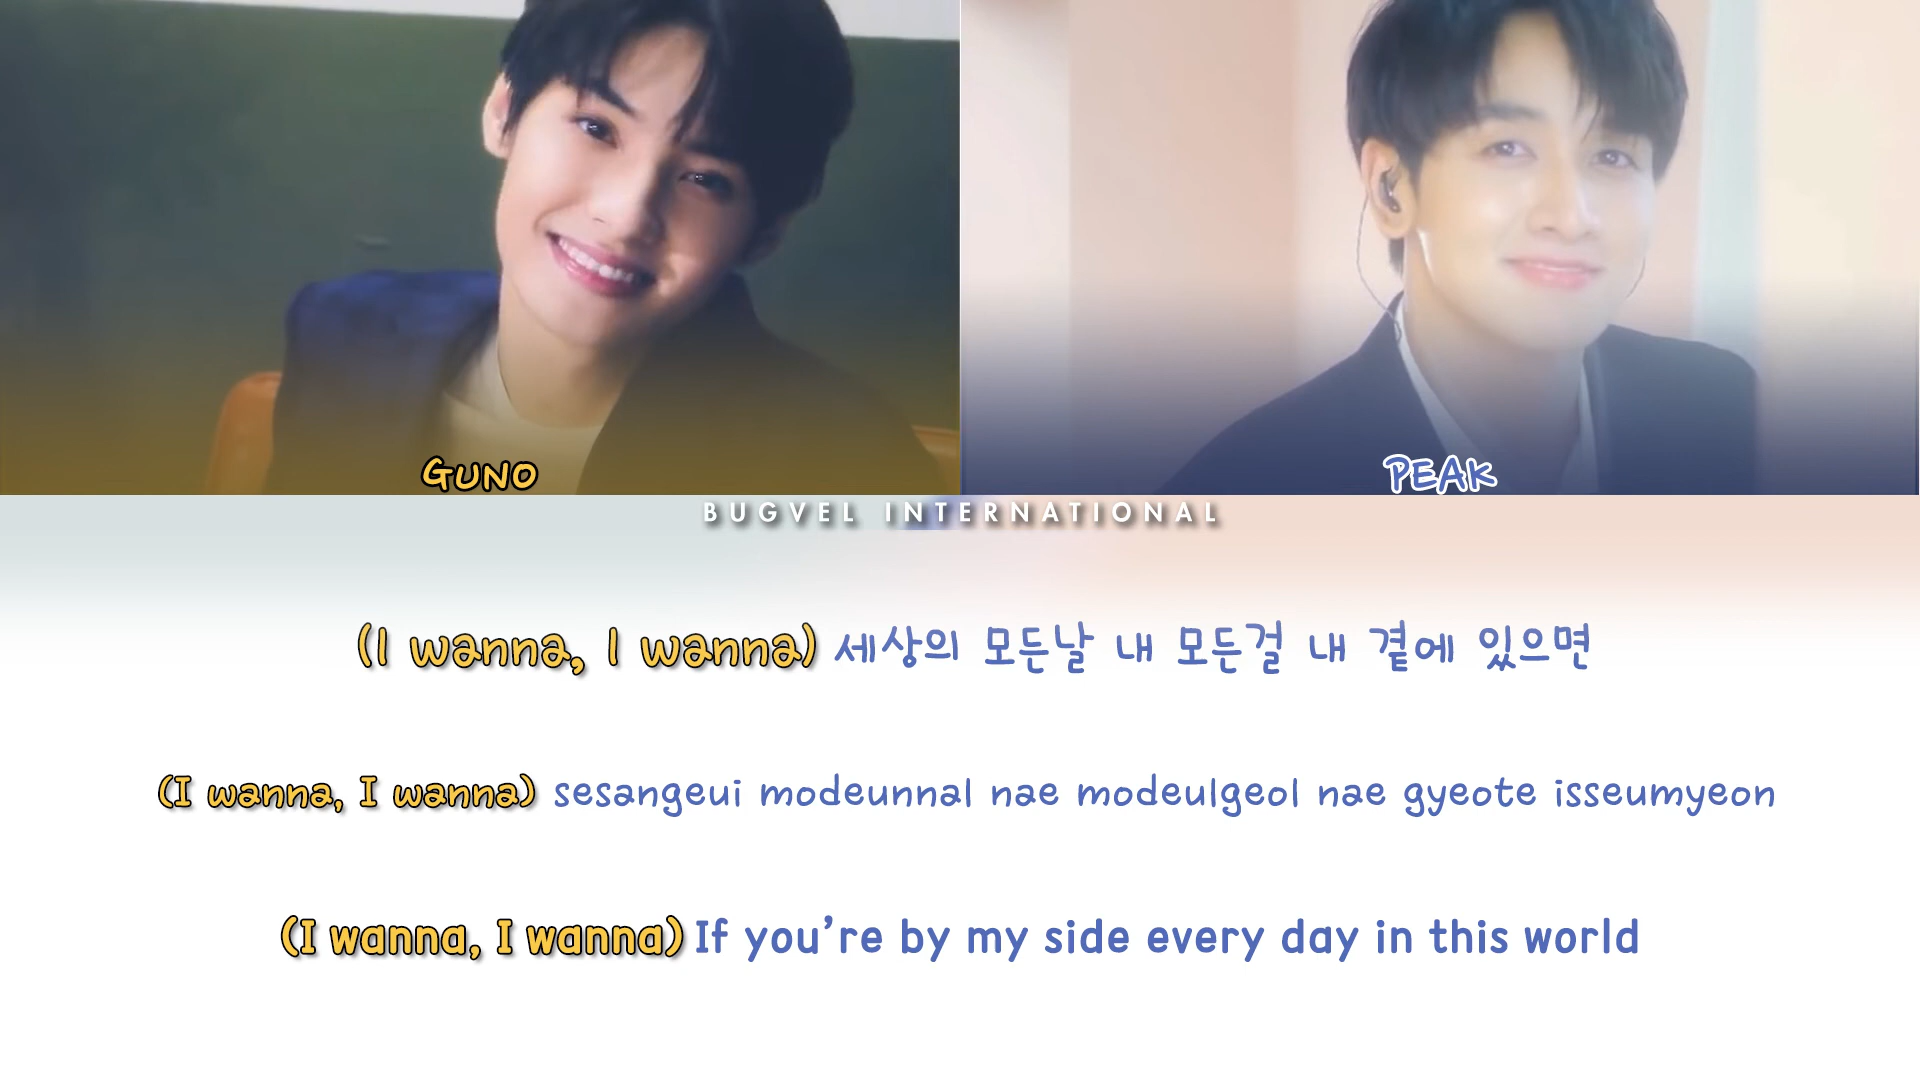 GUNO
PEAK
BUGVEL INTERNATIONAL
(I wanna, I wanna) 세상의 모든날 내 모든걸 내 곁에 있으면
(I wanna, I wanna) sesangeui modeunnal nae modeulgeol nae gyeote isseumyeon
(I wanna, I wanna) If you're by my side every day in this world